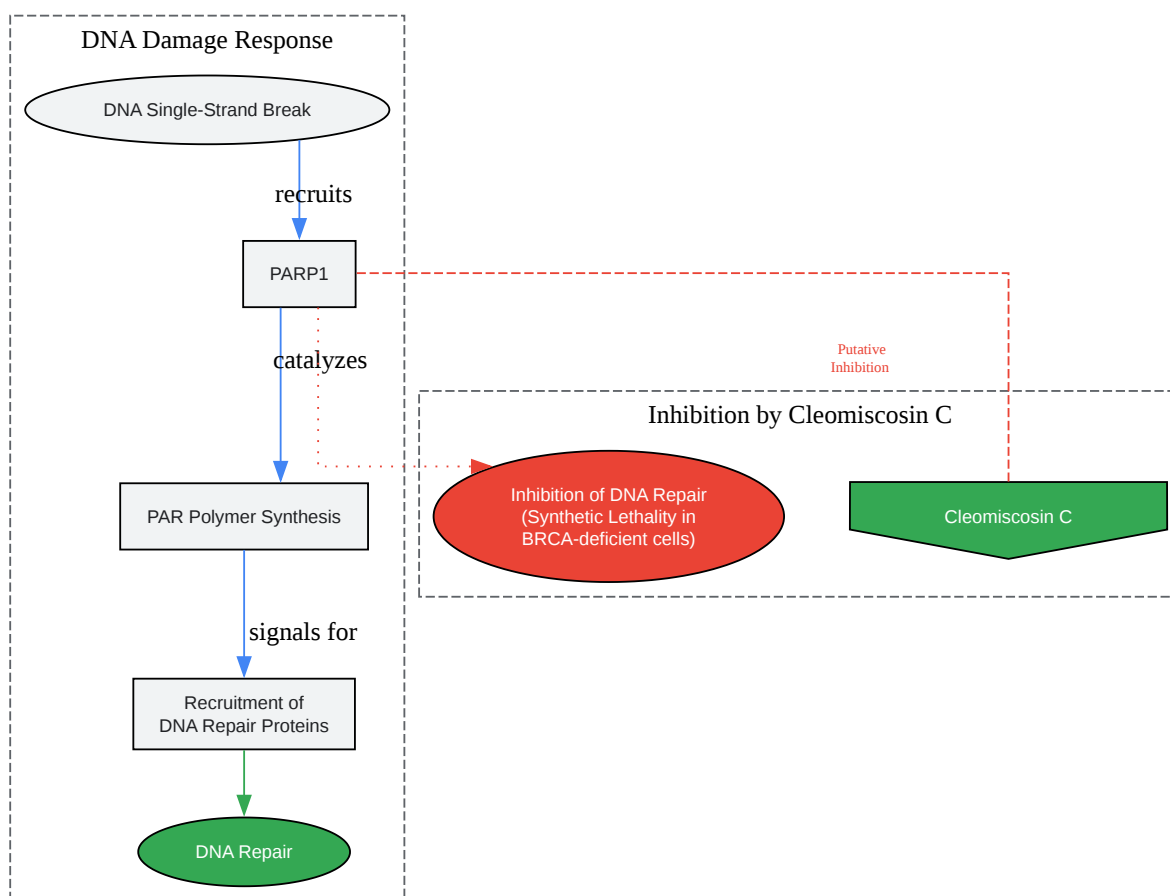 DNA Damage Response
DNA Single-Strand Break
recruits
PARP1
catalyzes
Putative
Inhibition
Inhibition by Cleomiscosin C
PAR Polymer Synthesis
Inhibition of DNA Repair
(Synthetic Lethality in
BRCA-deficient cells)
Cleomiscosin C
signals for
Recruitment of
DNA Repair Proteins
DNA Repair